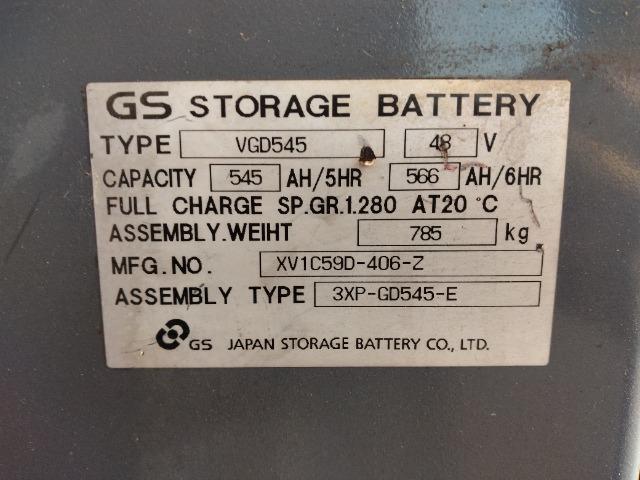 GS STORAGE BATTERY
TYPE VGD545 48 V
CAPACITY 545 AH/5HR 566 AH/6HR
FULL CHARGE SP.GR.1.280 AT20 °C
ASSEMBLY.WEIHT 785 kg
MFG.NO. XV1C59D-406-Z
ASSEMBLY TYPE 3XP-GD545-E
GS JAPAN STORAGE BATTERY CO., LTD.